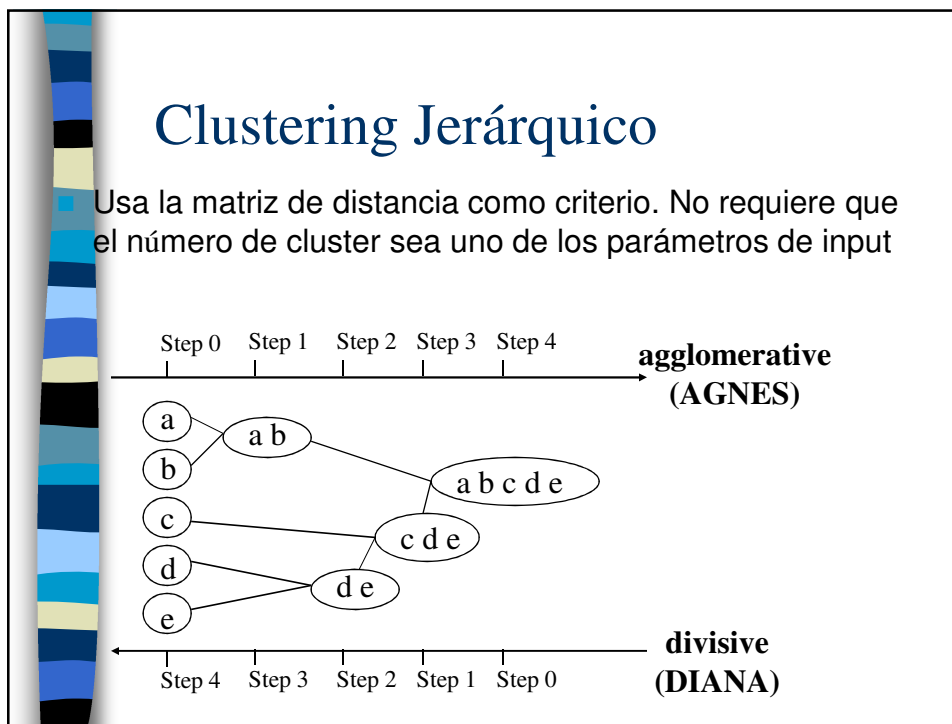 Clustering Jerárquico
Usa la matriz de distancia como criterio. No requiere que
el número de cluster sea uno de los parámetros de input
Step 0 Step 1 Step 2 Step 3 Step 4
agglomerative
(AGNES)
a
a b
b
a b c d e
c
c d e
d
d e
e
divisive
(DIANA)
Step 4 Step 3 Step 2 Step 1 Step 0